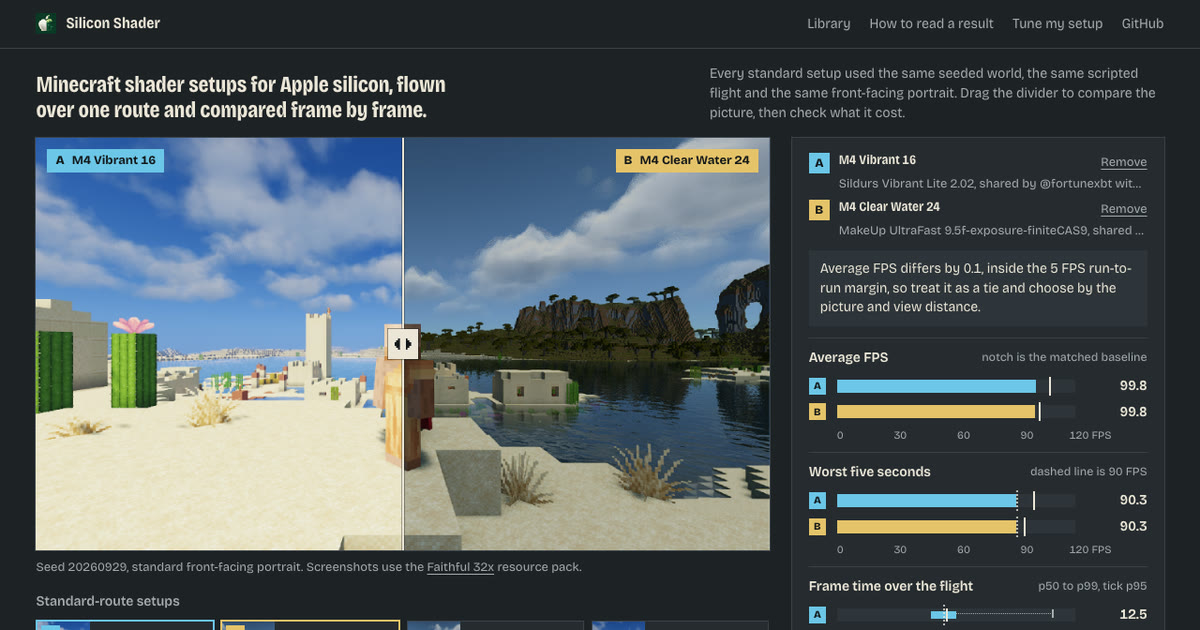 Silicon Shader
Library How to read a result Tune my setup GitHub
Minecraft shader setups for Apple silicon, flown
over one route and compared frame by frame.
Every standard setup used the same seeded world, the same scripted
flight and the same front-facing portrait. Drag the divider to compare the
picture, then check what it cost.
A M4 Vibrant 16
B M4 Clear Water 24
Seed 20260929, standard front-facing portrait. Screenshots use the Faithful 32x resource pack.
Standard-route setups
A M4 Vibrant 16 Remove
Sildurs Vibrant Lite 2.02, shared by @fortunexbt wit...
B M4 Clear Water 24 Remove
MakeUp UltraFast 9.5f-exposure-finiteCAS9, shared ...
Average FPS differs by 0.1, inside the 5 FPS run-to-
run margin, so treat it as a tie and choose by the
picture and view distance.
Average FPS notch is the matched baseline
A 99.8
B 99.8
0 30 60 90 120 FPS
Worst five seconds dashed line is 90 FPS
A 90.3
B 90.3
0 30 60 90 120 FPS
Frame time over the flight p50 to p99, tick p95
A 12.5